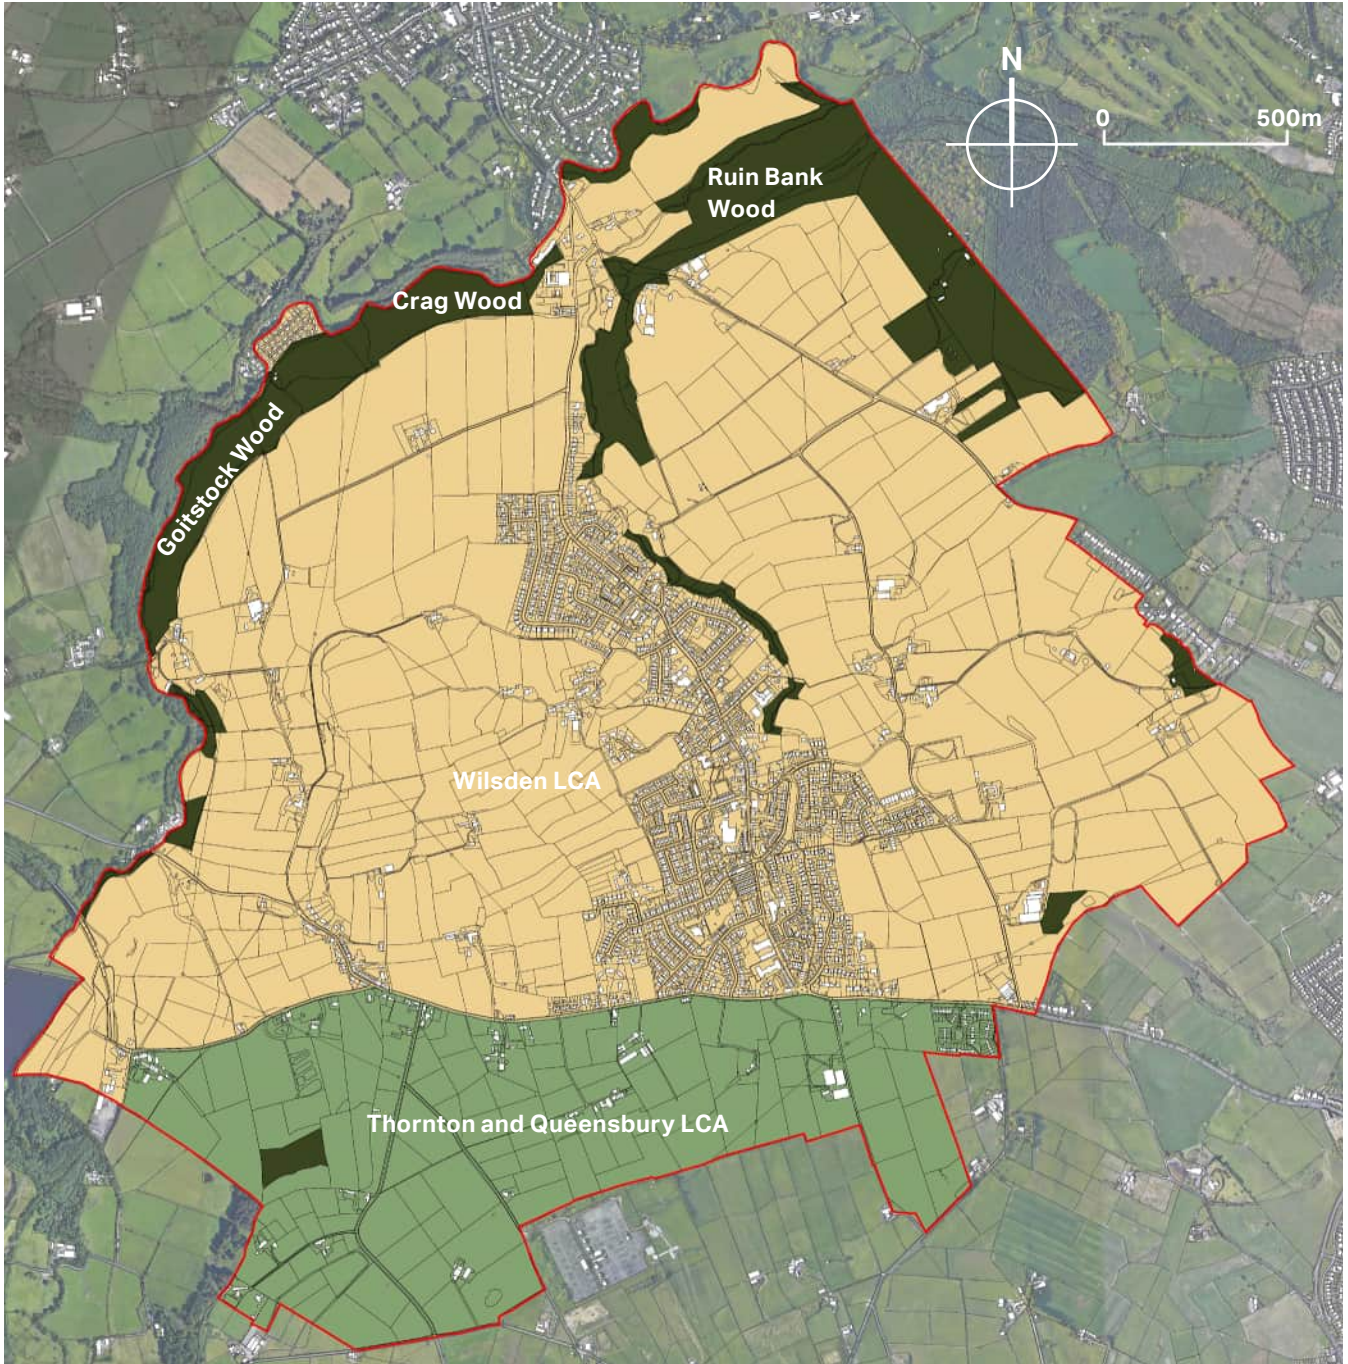 N
0 500m
Ruin Bank
Wood
Crag Wood
Goitstock Wood
Wilsden LCA
Thornton and Queensbury LCA